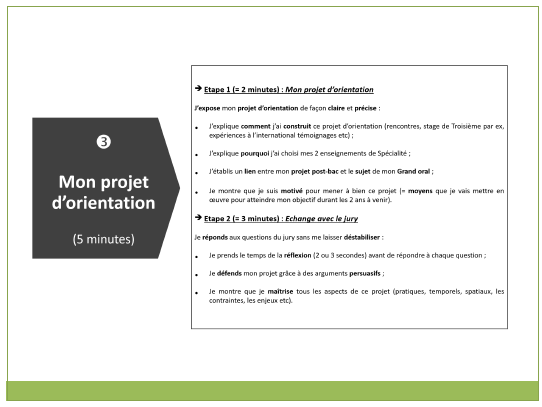 ❸
Mon projet
d'orientation
(5 minutes)
➔ Etape 1 (= 2 minutes) : Mon projet d'orientation
J'expose mon projet d'orientation de façon claire et précise :
• J'explique comment j'ai construit ce projet d'orientation (rencontres, stage de Troisième par ex,
expériences à l'international témoignages etc) ;
• J'explique pourquoi j'ai choisi mes 2 enseignements de Spécialité ;
• J'établis un lien entre mon projet post-bac et le sujet de mon Grand oral ;
• Je montre que je suis motivé pour mener à bien ce projet (= moyens que je vais mettre en
œuvre pour atteindre mon objectif durant les 2 ans à venir).
➔ Etape 2 (= 3 minutes) : Echange avec le jury
Je réponds aux questions du jury sans me laisser déstabiliser :
• Je prends le temps de la réflexion (2 ou 3 secondes) avant de répondre à chaque question ;
• Je défends mon projet grâce à des arguments persuasifs ;
• Je montre que je maîtrise tous les aspects de ce projet (pratiques, temporels, spatiaux, les
contraintes, les enjeux etc).